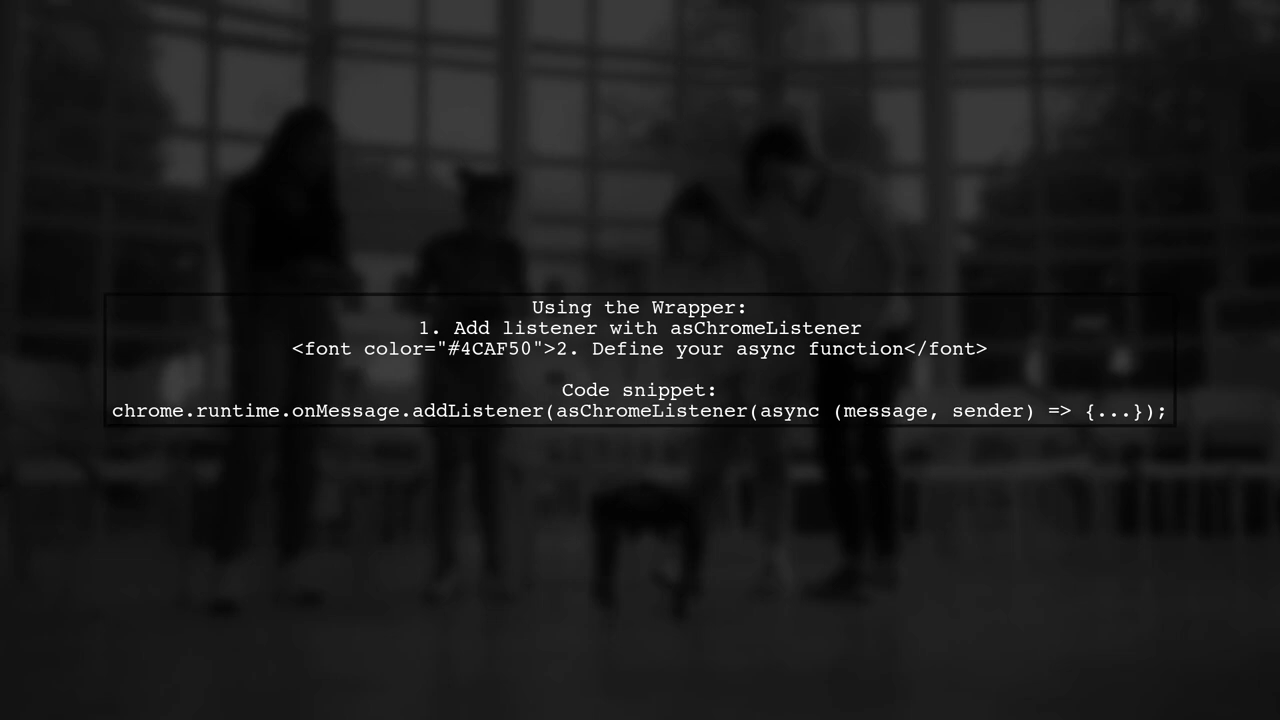 Using the Wrapper:
1. Add listener with asChromeListener
<font color="#4CAF50">2. Define your async function</font>
Code snippet:
chrome.runtime.onMessage.addListener(asChromeListener(async (message, sender) => {...});